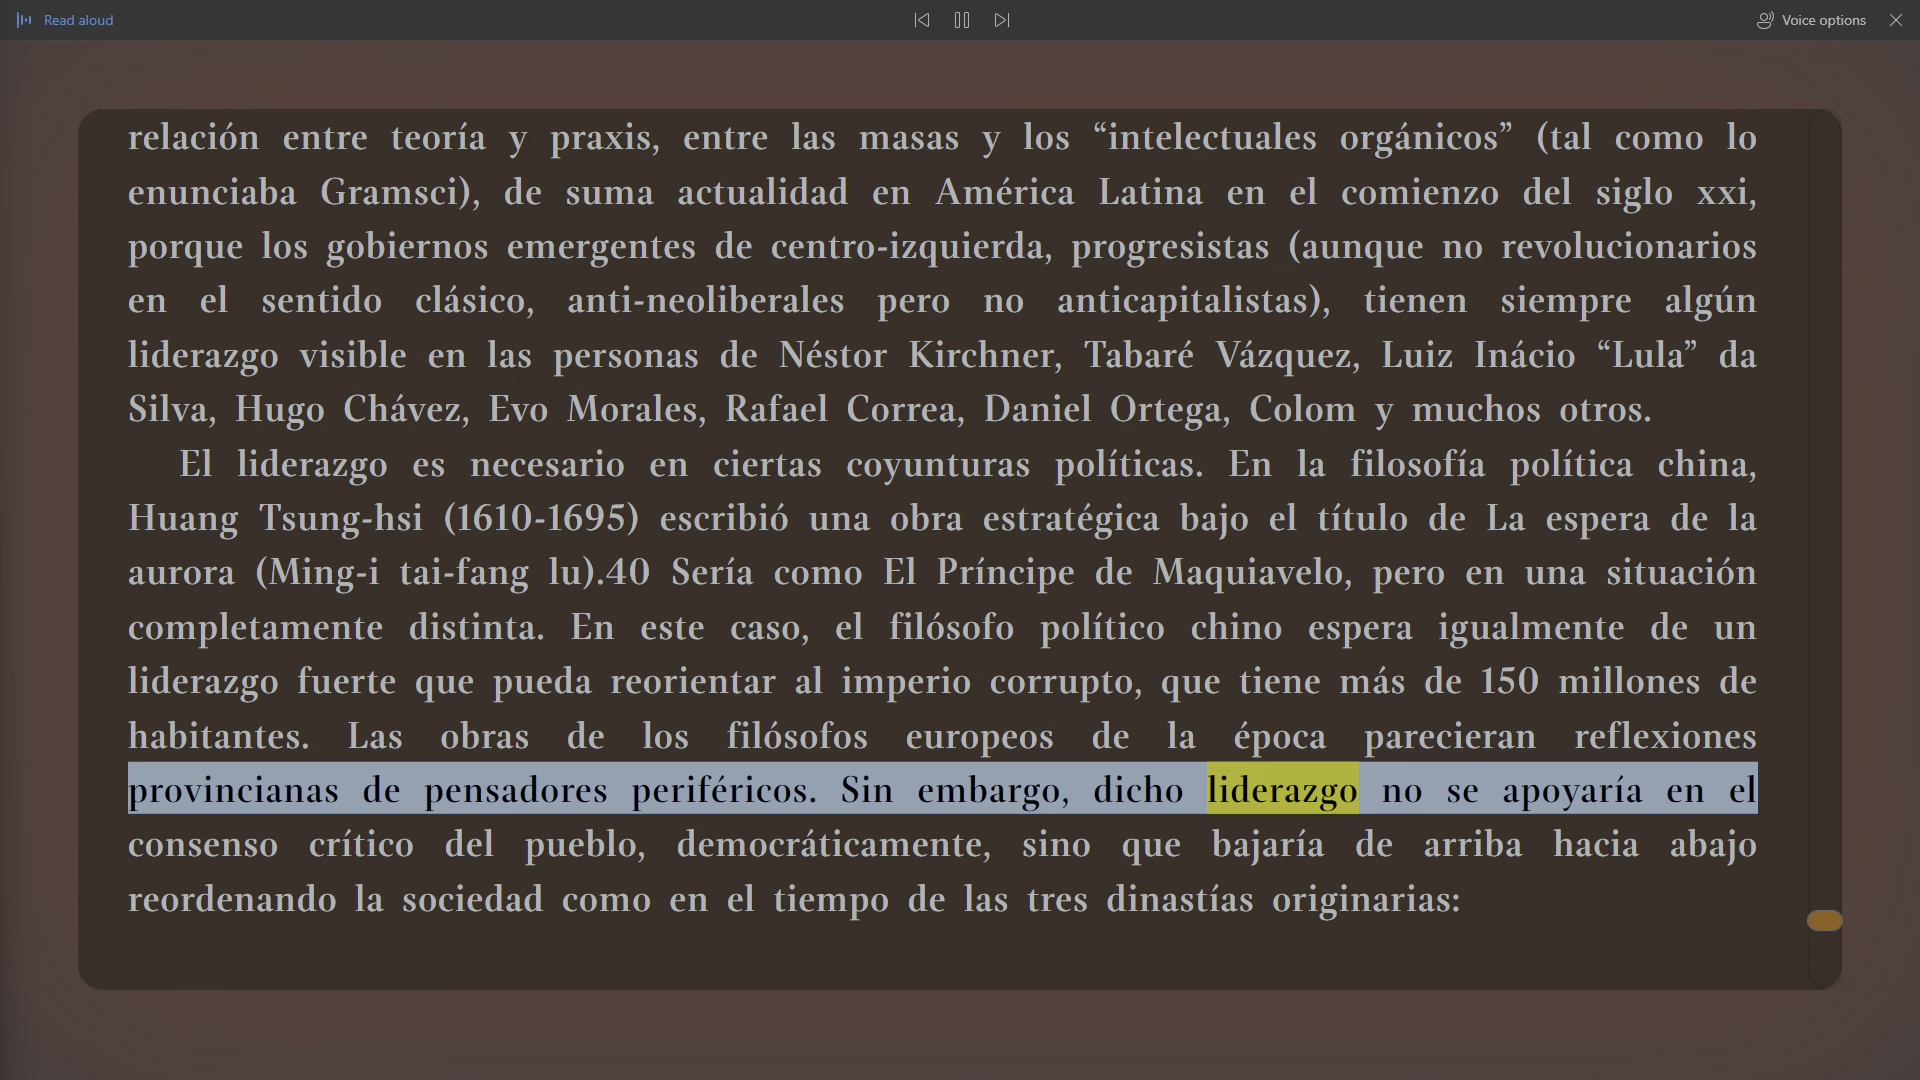 Read aloud
Voice options
relación entre teoría y praxis, entre las masas y los “intelectuales orgánicos” (tal como lo
enunciaba Gramsci), de suma actualidad en América Latina en el comienzo del siglo xxi,
porque los gobiernos emergentes de centro-izquierda, progresistas (aunque no revolucionarios
en el sentido clásico, anti-neoliberales pero no anticapitalistas), tienen siempre algún
liderazgo visible en las personas de Néstor Kirchner, Tabaré Vázquez, Luiz Inácio “Lula” da
Silva, Hugo Chávez, Evo Morales, Rafael Correa, Daniel Ortega, Colom y muchos otros.
El liderazgo es necesario en ciertas coyunturas políticas. En la filosofía política china,
Huang Tsung-hsi (1610-1695) escribió una obra estratégica bajo el título de La espera de la
aurora (Ming-i tai-fang lu).40 Sería como El Príncipe de Maquiavelo, pero en una situación
completamente distinta. En este caso, el filósofo político chino espera igualmente de un
liderazgo fuerte que pueda reorientar al imperio corrupto, que tiene más de 150 millones de
habitantes. Las obras de los filósofos europeos de la época parecieran reflexiones
provincianas de pensadores periféricos. Sin embargo, dicho liderazgo no se apoyaría en el
consenso crítico del pueblo, democráticamente, sino que bajaría de arriba hacia abajo
reordenando la sociedad como en el tiempo de las tres dinastías originarias: